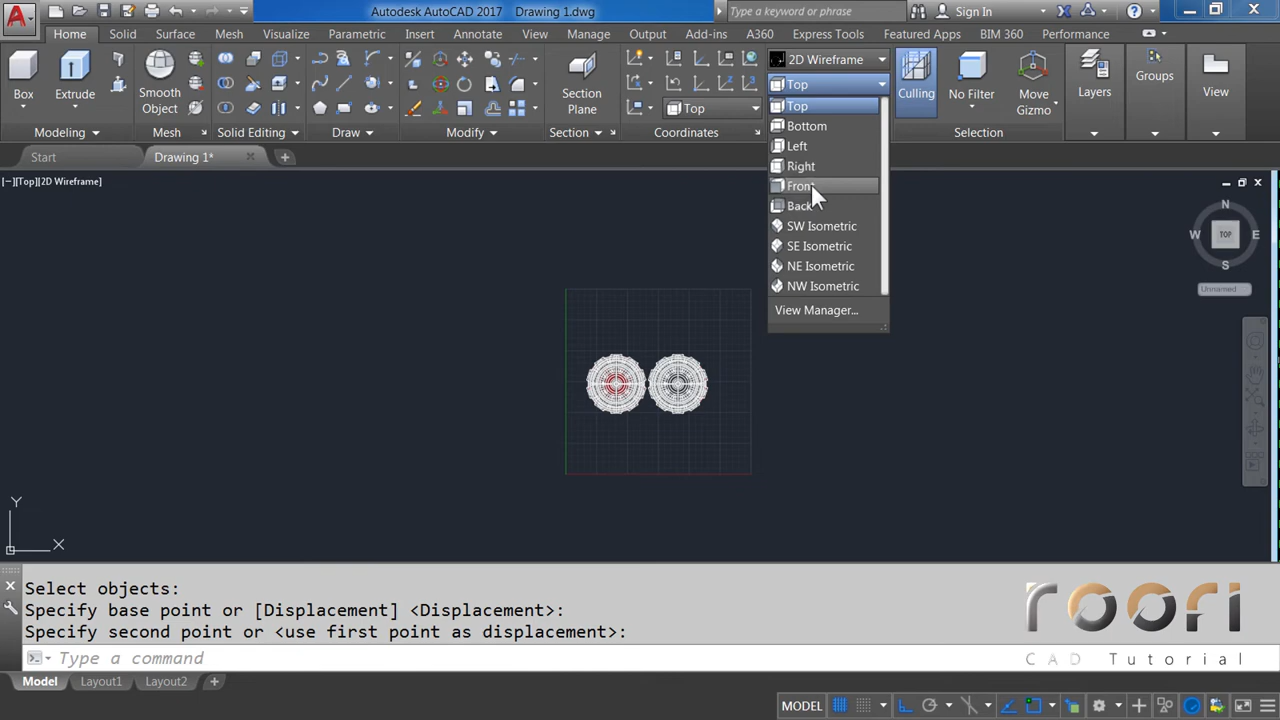 Autodesk AutoCAD 2017 Drawing 1.dwg Type a keyword or phrase Sign In
Home Solid Surface Mesh Visualize Parametric Insert Annotate View Manage Output Add-ins A360 Express Tools Featured Apps BIM 360 Performance
2D Wireframe
Top
Top
Box Extrude Smooth Object Section Plane Culling No Filter Move Gizmo Layers Groups View
Modeling Mesh Solid Editing Draw Modify Section Coordinates Selection
Top
Bottom
Left
Right
Front
Back
SW Isometric
SE Isometric
NE Isometric
NW Isometric
View Manager...
Start Drawing 1*
[−][Top][2D Wireframe]
N
W TOP E
S
Unnamed
Y
X
Select objects:
Specify base point or [Displacement] <Displacement>:
Specify second point or <use first point as displacement>:
Type a command
roofi
CAD Tutorial
Model Layout1 Layout2
MODEL